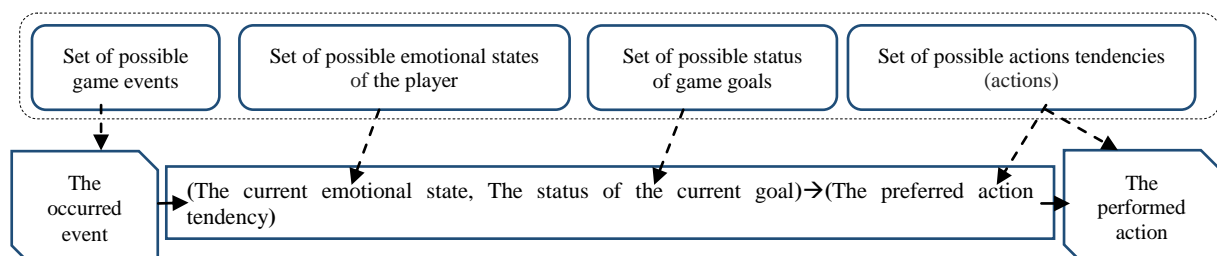 Set of possible
game events
Set of possible emotional states
of the player
Set of possible status
of game goals
Set of possible actions tendencies
(actions)
The
occurred
event
(The current emotional state, The status of the current goal)→(The preferred action
tendency)
The
performed
action